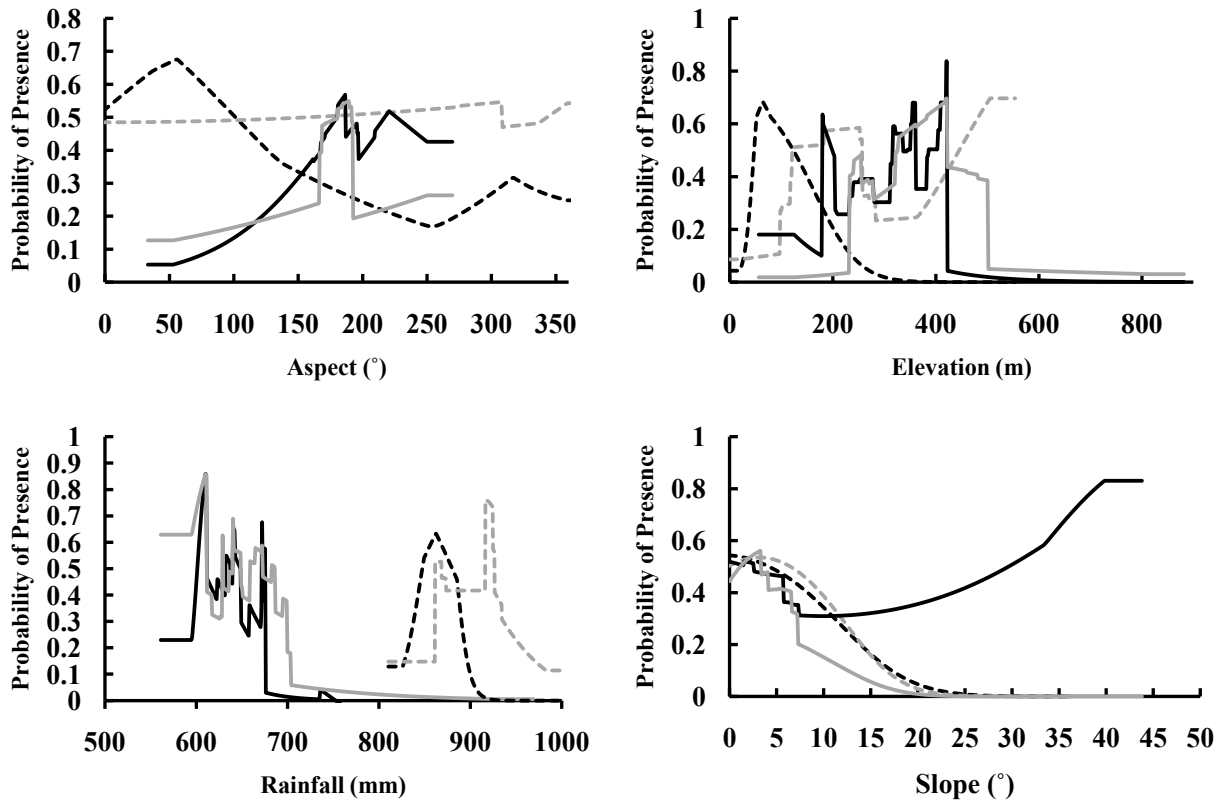 0.8
0.7
0.6
0.5
0.4
0.3
0.2
0.1
0
Probability of Presence
0 50 100 150 200 250 300 350
Aspect (°)
1
0.8
0.6
0.4
0.2
0
Probability of Presence
0 200 400 600 800
Elevation (m)
1
0.9
0.8
0.7
0.6
0.5
0.4
0.3
0.2
0.1
0
Probability of Presence
500 600 700 800 900 1000
Rainfall (mm)
1
0.8
0.6
0.4
0.2
0
Probability of Presence
0 5 10 15 20 25 30 35 40 45 50
Slope (°)